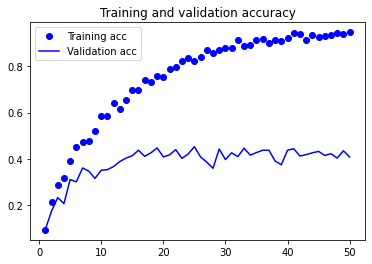 Training and validation accuracy
Training acc
Validation acc
0.8
0.6
0.4
0.2
0 10 20 30 40 50